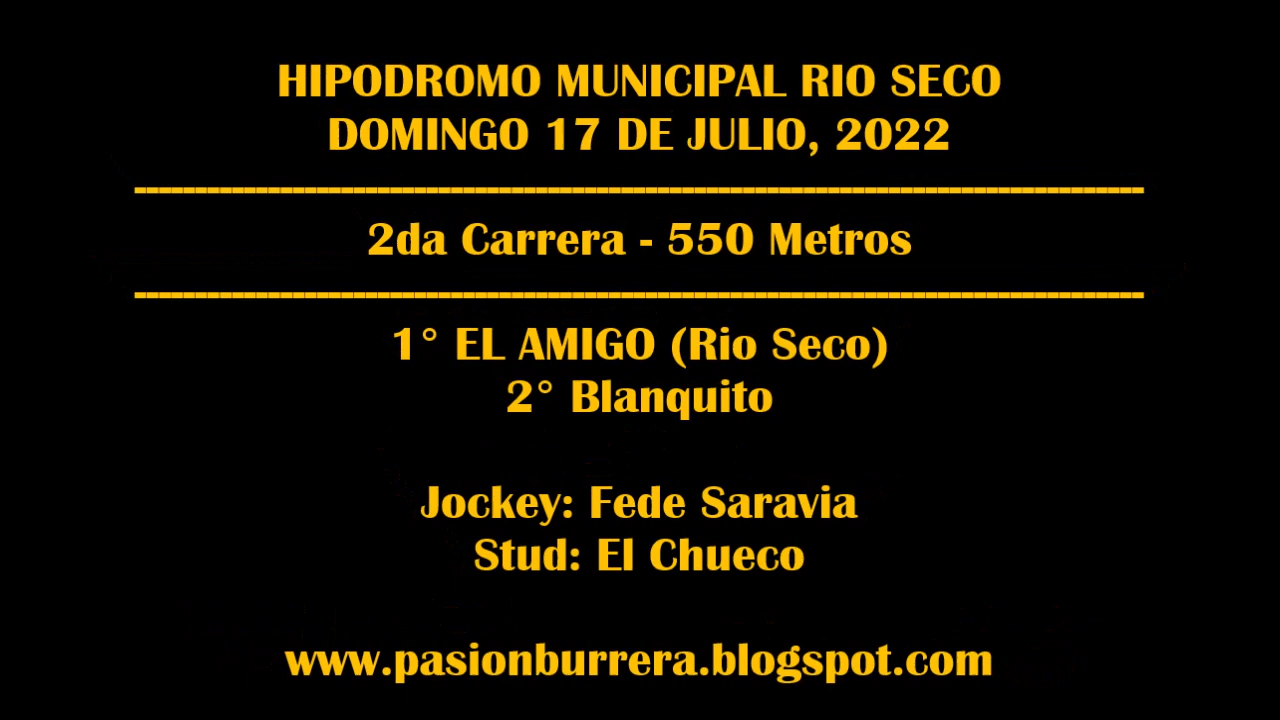 HIPODROMO MUNICIPAL RIO SECO
DOMINGO 17 DE JULIO, 2022
--------------------------------------------------------------------------------
2da Carrera - 550 Metros
--------------------------------------------------------------------------------
1° EL AMIGO (Rio Seco)
2° Blanquito
Jockey: Fede Saravia
Stud: El Chueco
www.pasionburrera.blogspot.com